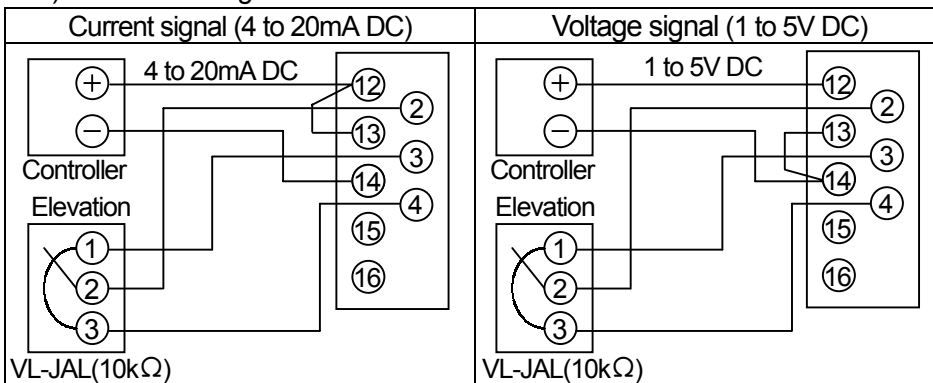 Current signal (4 to 20mA DC)
+ 4 to 20mA DC 12
2
− 13
Controller 3
14
Elevation 4
1 15
2 16
3
VL-JAL(10kΩ)
Voltage signal (1 to 5V DC)
+ 1 to 5V DC 12
2
− 13
Controller 3
14
Elevation 4
1 15
2 16
3
VL-JAL(10kΩ)